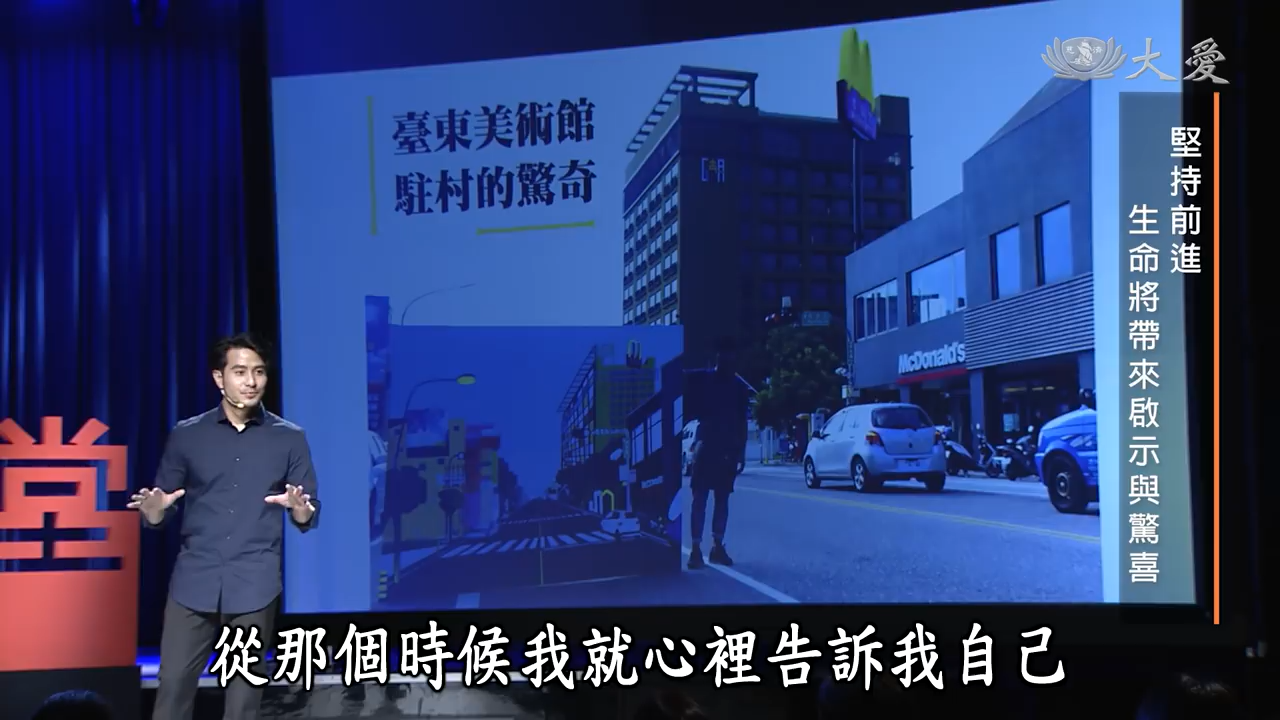 大愛
臺東美術館
駐村的驚奇
McDonald's
堅持前進
生命將帶來啟示與驚喜
堂
從那個時候我就心裡告訴我自己